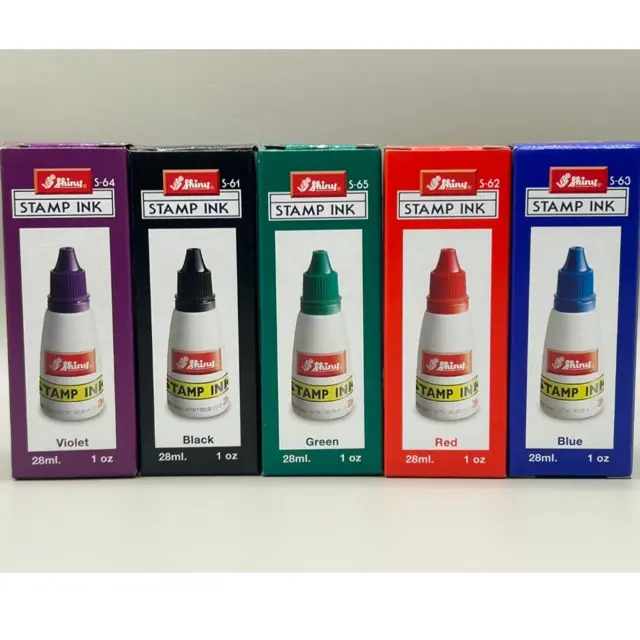 Shiny® S-64
STAMP INK
Shiny
STAMP INK
Violet
28ml. 1 oz
Shiny® S-61
STAMP INK
Shiny
STAMP INK
Black
28ml. 1 oz
Shiny® S-65
STAMP INK
Shiny
STAMP INK
Green
28ml. 1 oz
Shiny® S-62
STAMP INK
Shiny
STAMP INK
Red
28ml. 1 oz
Shiny® S-63
STAMP INK
Shiny
STAMP INK
Blue
28ml. 1 oz